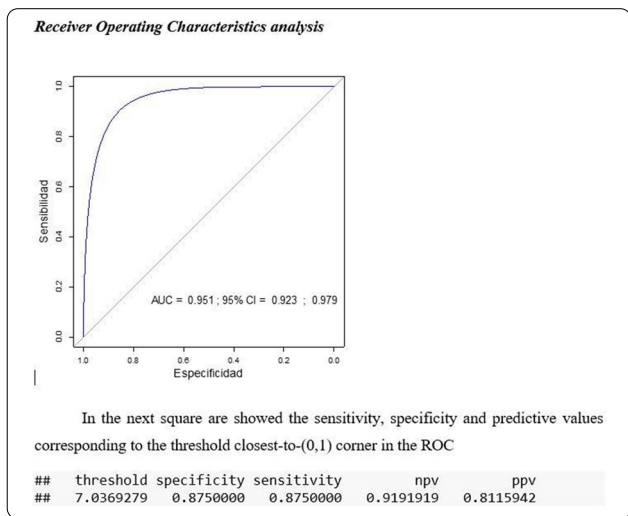 Receiver Operating Characteristics analysis
1.0
0.8
0.6
0.4
0.2
0.0
Sensibilidad
AUC = 0.951 ; 95% CI = 0.923 ; 0.979
1.0 0.8 0.6 0.4 0.2 0.0
Especificidad
In the next square are showed the sensitivity, specificity and predictive values
corresponding to the threshold closest-to-(0,1) corner in the ROC
## threshold specificity sensitivity npv ppv
## 7.0369279 0.8750000 0.8750000 0.9191919 0.8115942